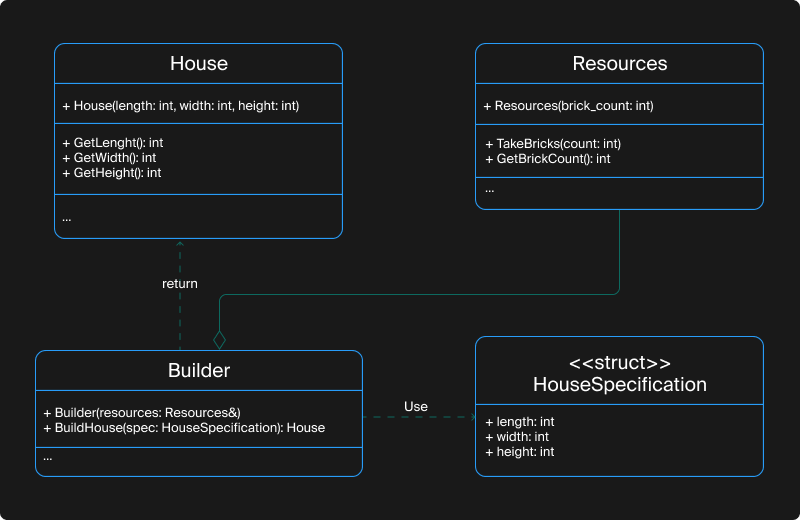 House
+ House(length: int, width: int, height: int)
+ GetLenght(): int
+ GetWidth(): int
+ GetHeight(): int
...
Resources
+ Resources(brick_count: int)
+ TakeBricks(count: int)
+ GetBrickCount(): int
...
return
Builder
+ Builder(resources: Resources&)
+ BuildHouse(spec: HouseSpecification): House
...
Use
<<struct>>
HouseSpecification
+ length: int
+ width: int
+ height: int